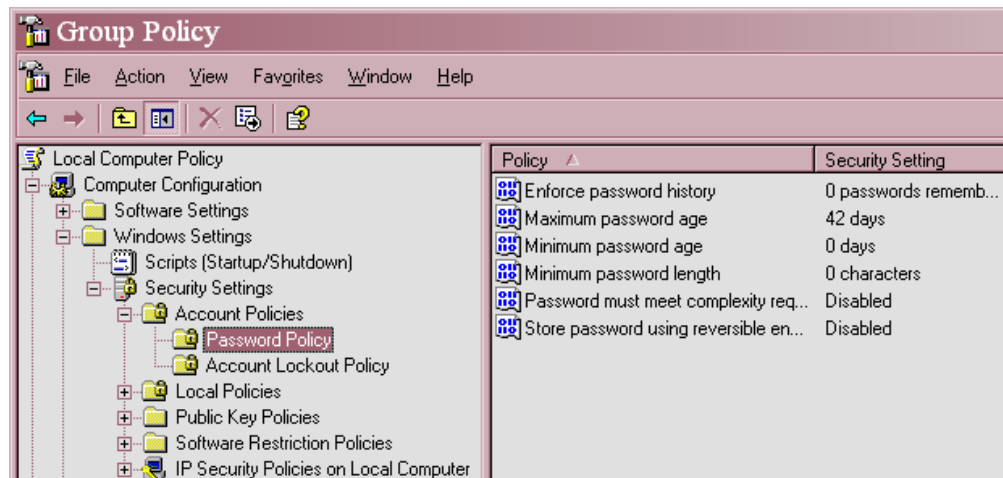 Group Policy
File Action View Favorites Window Help
Local Computer Policy
Computer Configuration
Software Settings
Windows Settings
Scripts (Startup/Shutdown)
Security Settings
Account Policies
Password Policy
Account Lockout Policy
Local Policies
Public Key Policies
Software Restriction Policies
IP Security Policies on Local Computer
Policy Security Setting
Enforce password history 0 passwords rememb...
Maximum password age 42 days
Minimum password age 0 days
Minimum password length 0 characters
Password must meet complexity req... Disabled
Store password using reversible en... Disabled